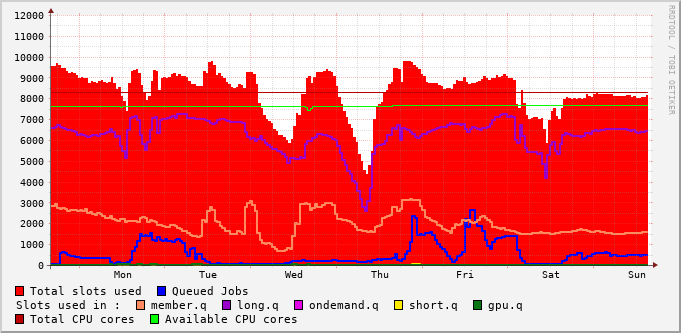 RRDTOOL / TOBI OETIKER
12000
11000
10000
9000
8000
7000
6000
5000
4000
3000
2000
1000
0
Mon Tue Wed Thu Fri Sat Sun
Total slots used Queued Jobs
Slots used in : member.q long.q ondemand.q short.q gpu.q
Total CPU cores Available CPU cores